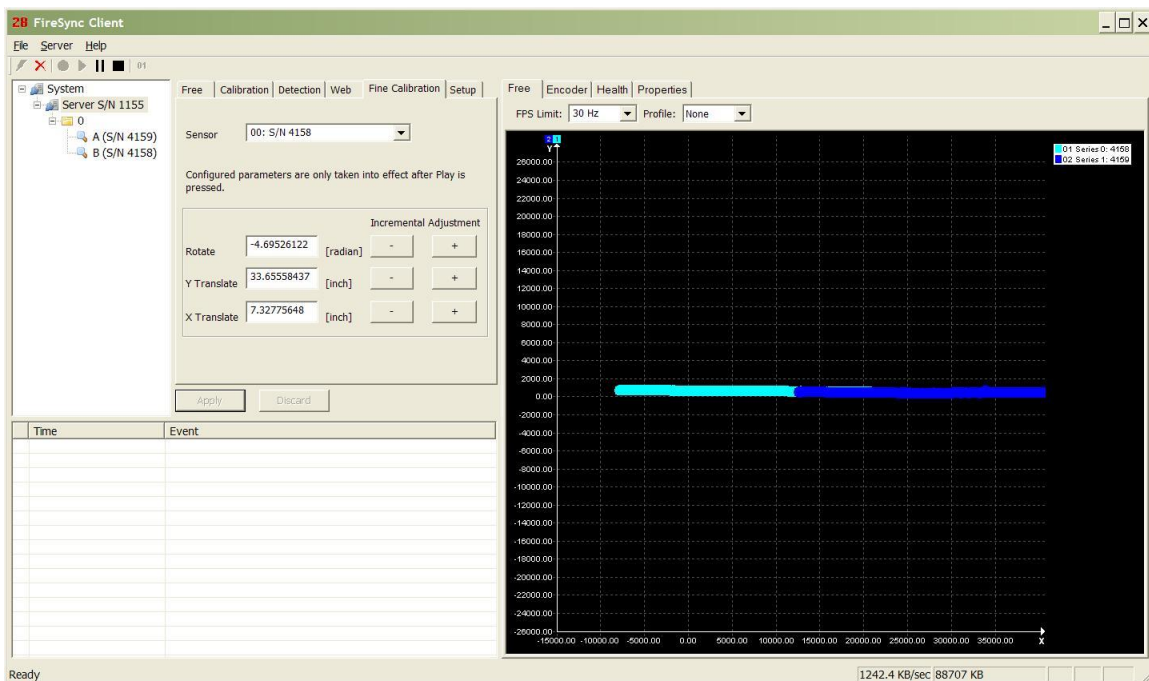 2B FireSync Client
File Server Help
01
System
Server S/N 1155
0
A (S/N 4159)
B (S/N 4158)
Free Calibration Detection Web Fine Calibration Setup
Sensor 00: S/N 4158
Configured parameters are only taken into effect after Play is
pressed.
Incremental Adjustment
Rotate -4.69526122 [radian] - +
Y Translate 33.65558437 [inch] - +
X Translate 7.32775648 [inch] - +
Apply Discard
Time Event
Free Encoder Health Properties
FPS Limit: 30 Hz Profile: None
2 1
Y
01 Series 0: 4158
02 Series 1: 4159
26000.00
24000.00
22000.00
20000.00
18000.00
16000.00
14000.00
12000.00
10000.00
8000.00
6000.00
4000.00
2000.00
0.00
-2000.00
-4000.00
-6000.00
-8000.00
-10000.00
-12000.00
-14000.00
-16000.00
-18000.00
-20000.00
-22000.00
-24000.00
-26000.00
-15000.00 -10000.00 -5000.00 0.00 5000.00 10000.00 15000.00 20000.00 25000.00 30000.00 35000.00 X
Ready 1242.4 KB/sec 88707 KB